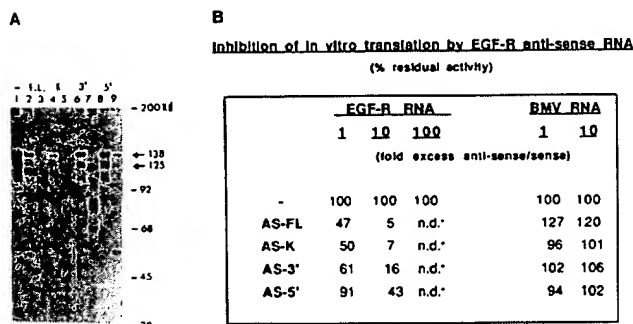 A
B
Inhibition of in vitro translation by EGF-R anti-sense RNA
(% residual activity)
– F.L. K 3' 5'
1 2 3 4 5 6 7 8 9
– 200 Kd
← 138
← 125
– 92
– 68
– 45
EGF-R RNA BMV RNA
1 10 100 1 10
(fold excess anti-sense/sense)
- 100 100 100 100 100
AS-FL 47 5 n.d.* 127 120
AS-K 50 7 n.d.* 96 101
AS-3' 61 16 n.d.* 102 106
AS-5' 91 43 n.d.* 94 102